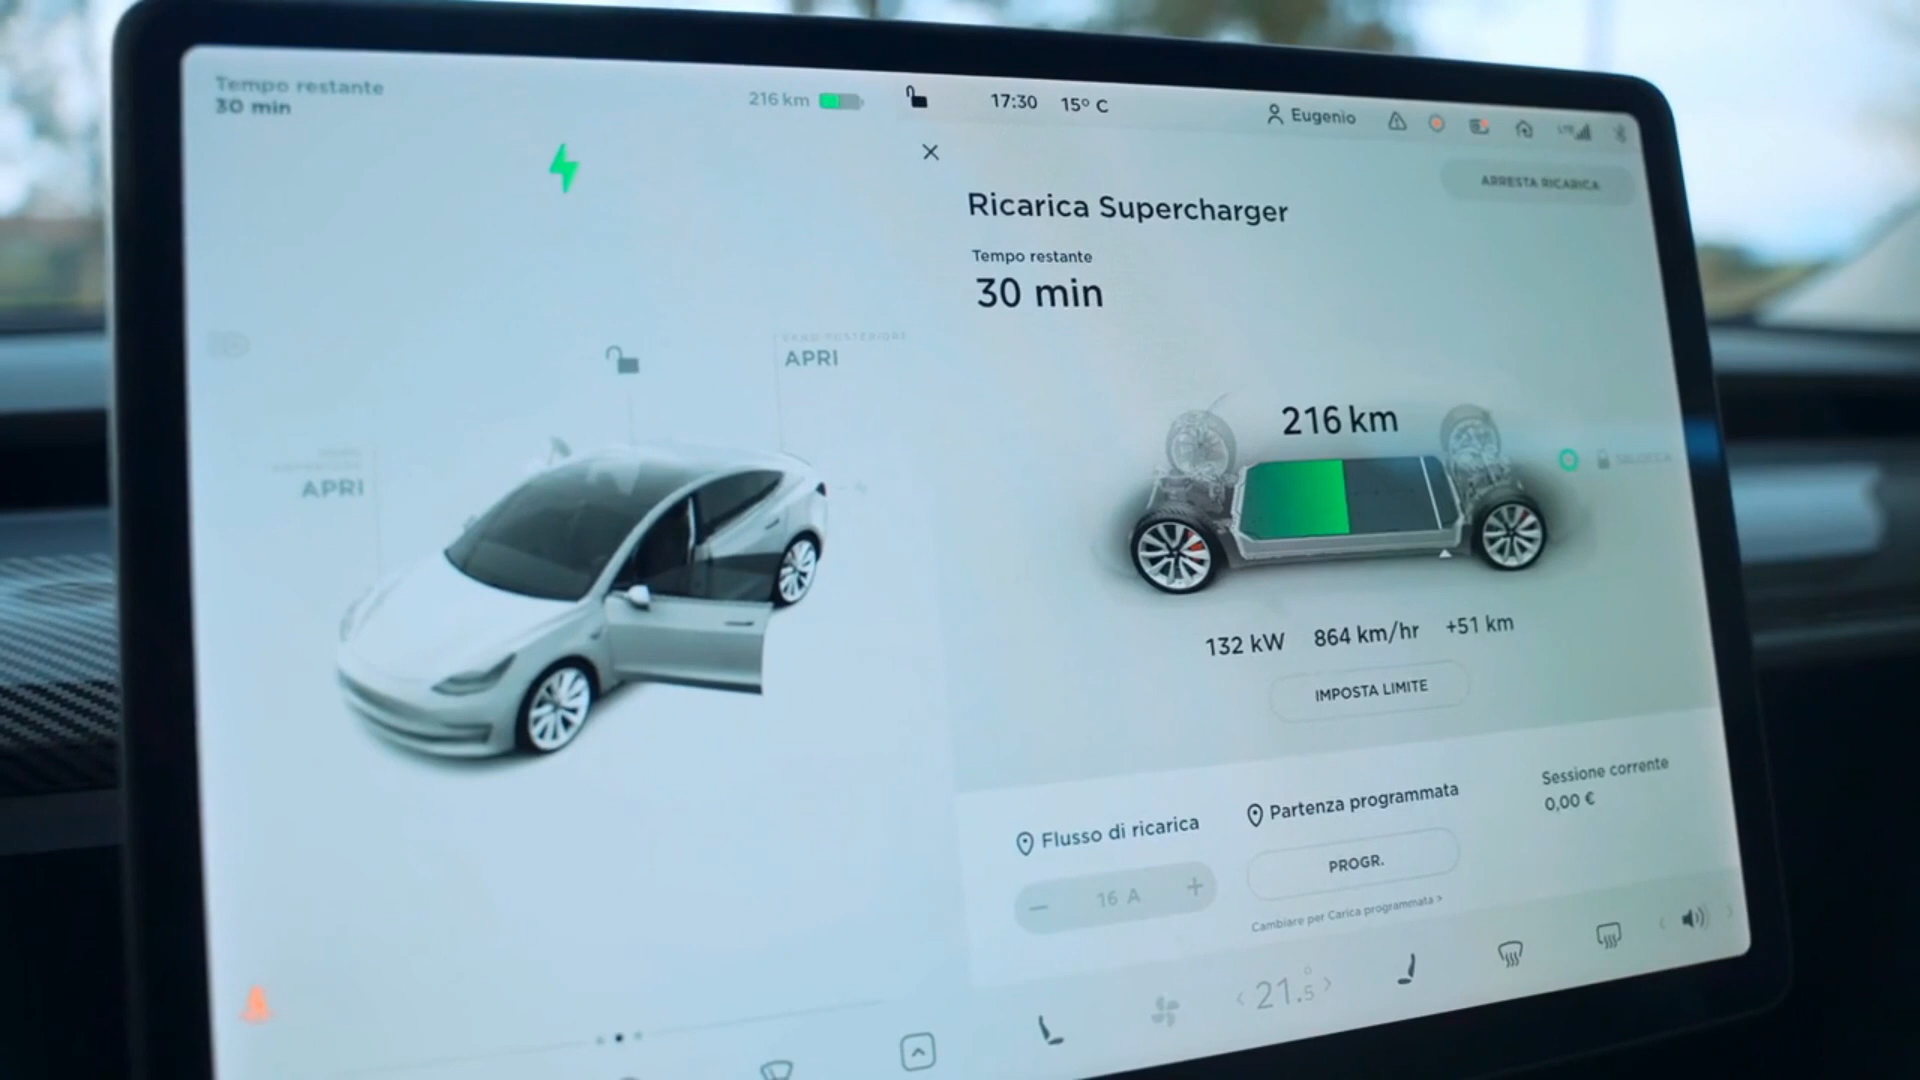 Tempo restante
30 min
216 km
17:30
15° C
Eugenio
LTE
ARRESTA RICARICA
Ricarica Supercharger
Tempo restante
30 min
APRI
APRI
216 km
132 kW
864 km/hr
+51 km
IMPOSTA LIMITE
Flusso di ricarica
16 A
Partenza programmata
PROGR.
Cambiare per Carica programmata >
Sessione corrente
0,00 €
21.5